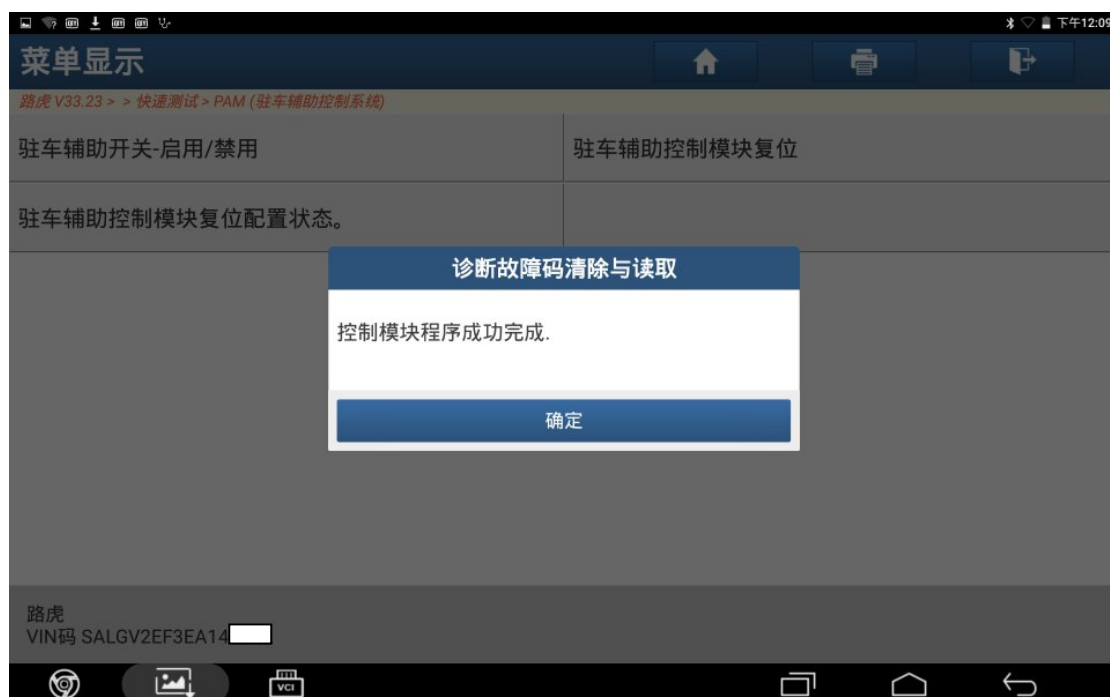 下午12:09
菜单显示
路虎 V33.23 > > 快速测试 > PAM (驻车辅助控制系统)
驻车辅助开关-启用/禁用
驻车辅助控制模块复位
驻车辅助控制模块复位配置状态。
诊断故障码清除与读取
控制模块程序成功完成.
确定
路虎
VIN码 SALGV2EF3EA14
VCI